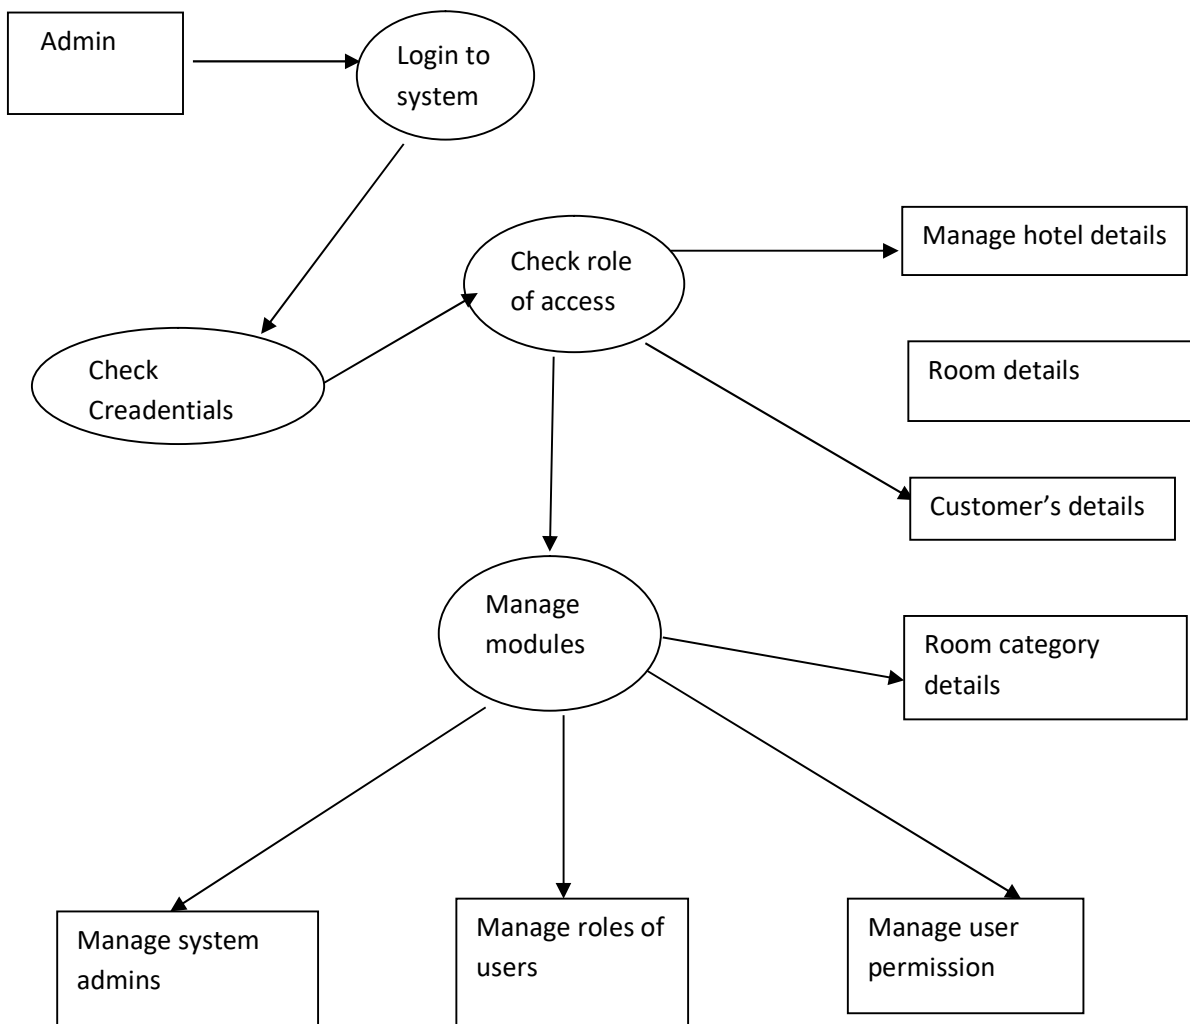 Admin
Login to
system
Check role
of access
Manage hotel details
Check
Creadentials
Room details
Customer’s details
Manage
modules
Room category
details
Manage system
admins
Manage roles of
users
Manage user
permission